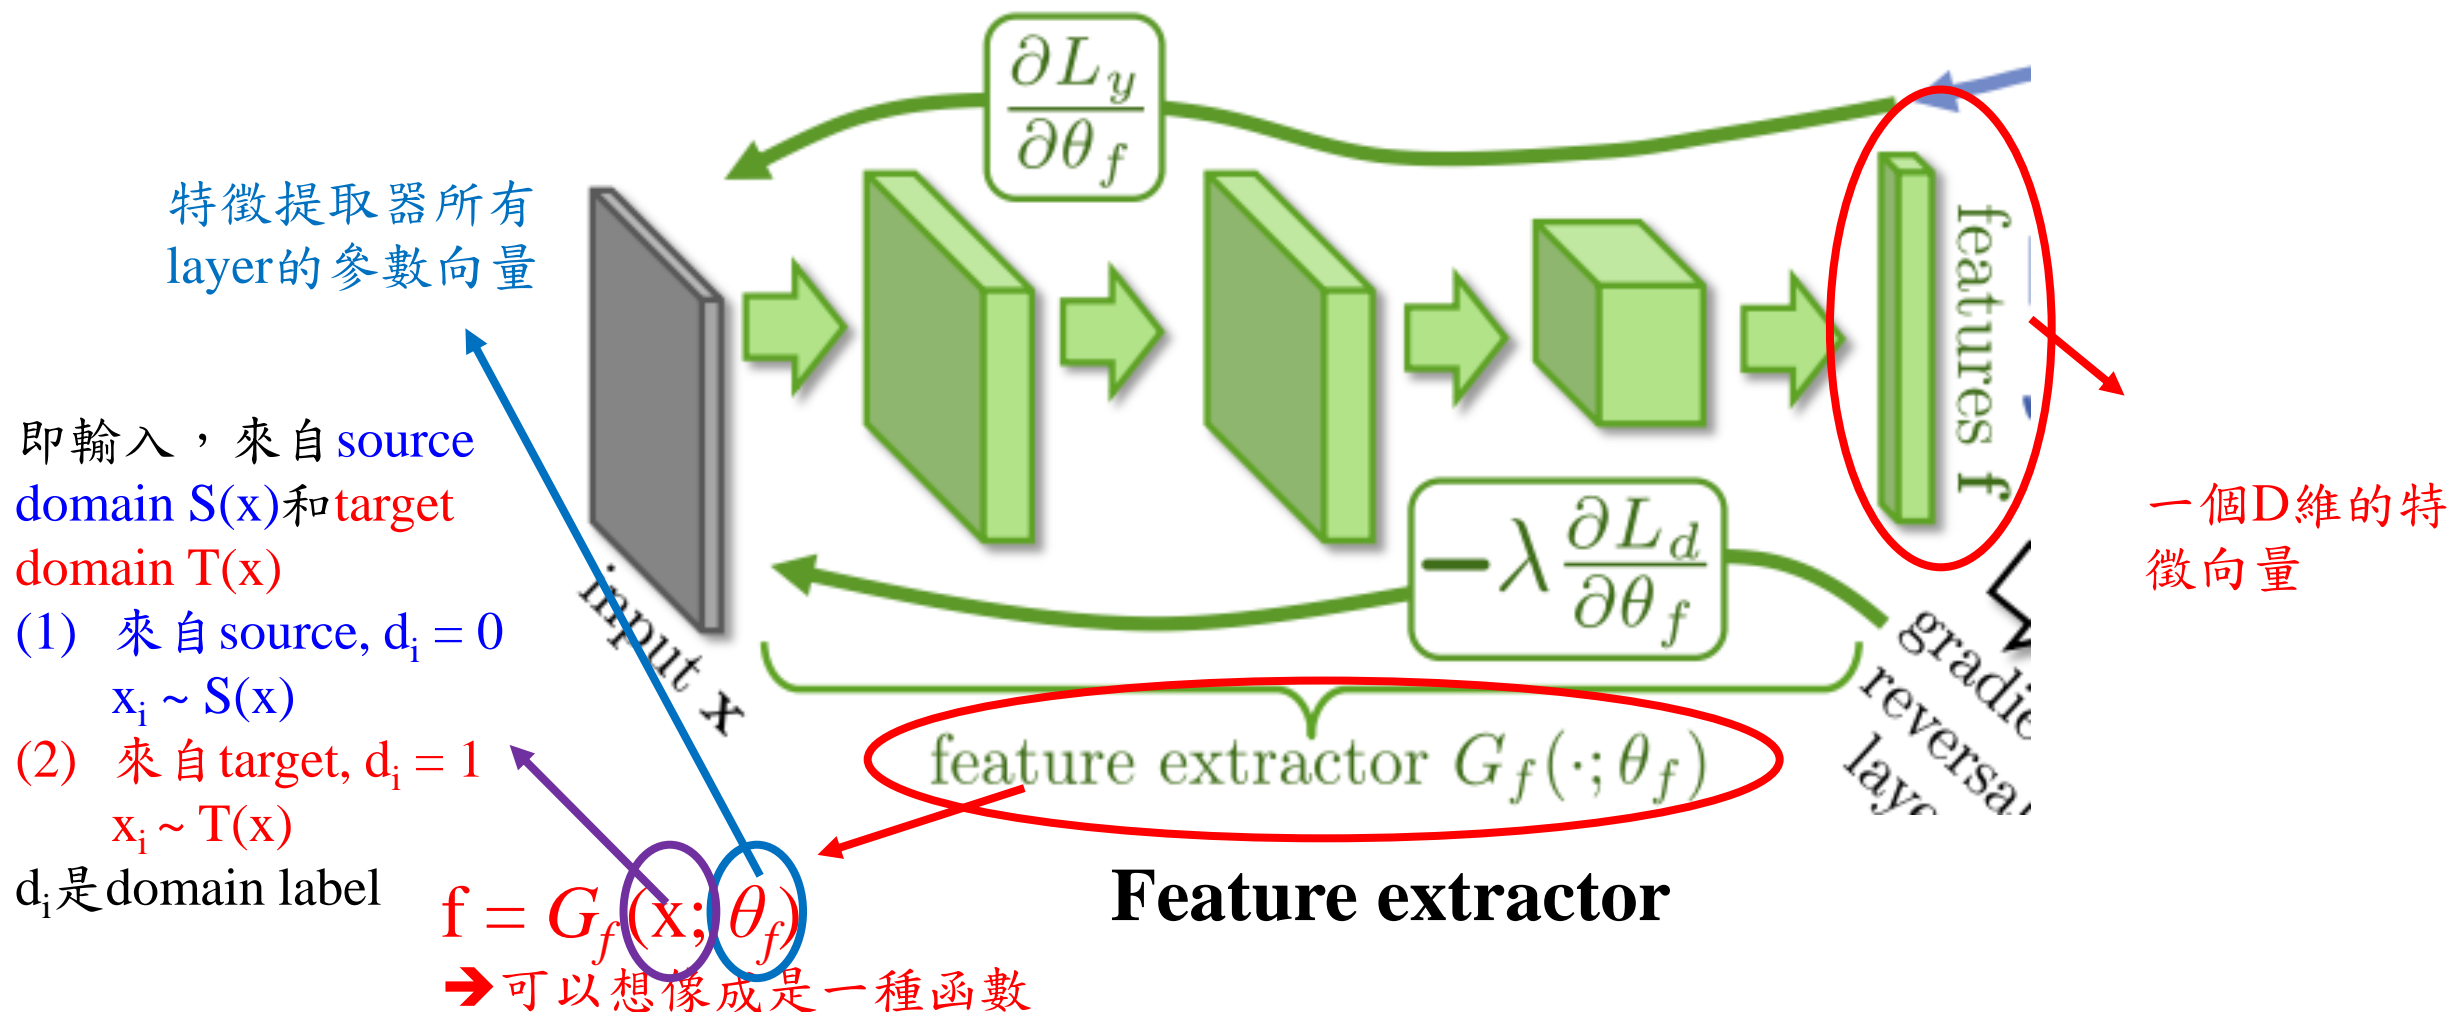 ∂L_y
∂θ_f
特徵提取器所有
layer的參數向量
features f
即輸入，來自source
domain S(x)和target
domain T(x)
(1) 來自source, d_i = 0
x_i ~ S(x)
(2) 來自target, d_i = 1
x_i ~ T(x)
d_i是domain label
input x
−λ ∂L_d
∂θ_f
一個D維的特
徵向量
reversal
feature extractor G_f(·; θ_f)
Feature extractor
f = G_f(x; θ_f)
➔可以想像成是一種函數